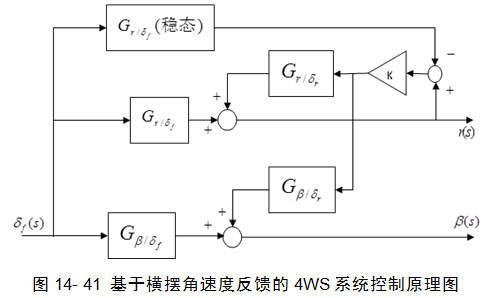 G_{r/δ_f}(稳态)
−
G_{r/δ_r}
K
+
+
G_{r/δ_f}
+
r(s)
G_{β/δ_r}
δ_f(s)
+
G_{β/δ_f}
+
β(s)
图 14- 41 基于横摆角速度反馈的 4WS 系统控制原理图